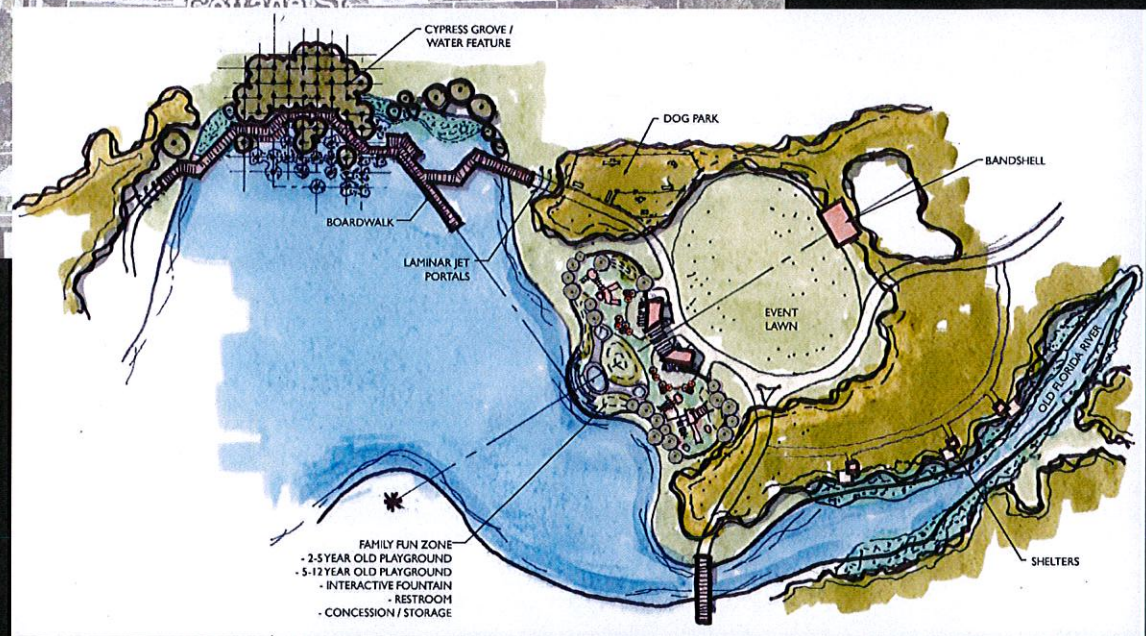 CYPRESS GROVE /
WATER FEATURE
DOG PARK
BANDSHELL
BOARDWALK
LAMINAR JET
PORTALS
EVENT
LAWN
OLD FLORIDA RIVER
FAMILY FUN ZONE
- 2-5 YEAR OLD PLAYGROUND
- 5-12 YEAR OLD PLAYGROUND
- INTERACTIVE FOUNTAIN
- RESTROOM
- CONCESSION / STORAGE
SHELTERS